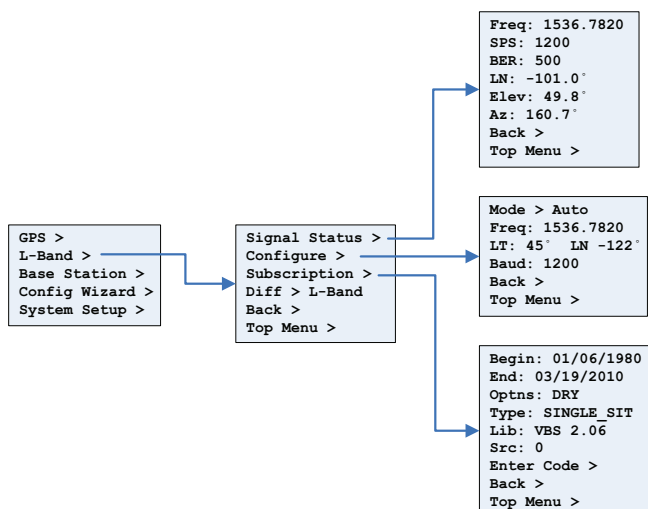 GPS >
L-Band >
Base Station >
Config Wizard >
System Setup >
Signal Status >
Configure >
Subscription >
Diff > L-Band
Back >
Top Menu >
Freq: 1536.7820
SPS: 1200
BER: 500
LN: -101.0°
Elev: 49.8°
Az: 160.7°
Back >
Top Menu >
Mode > Auto
Freq: 1536.7820
LT: 45° LN -122°
Baud: 1200
Back >
Top Menu >
Begin: 01/06/1980
End: 03/19/2010
Optns: DRY
Type: SINGLE_SIT
Lib: VBS 2.06
Src: 0
Enter Code >
Back >
Top Menu >